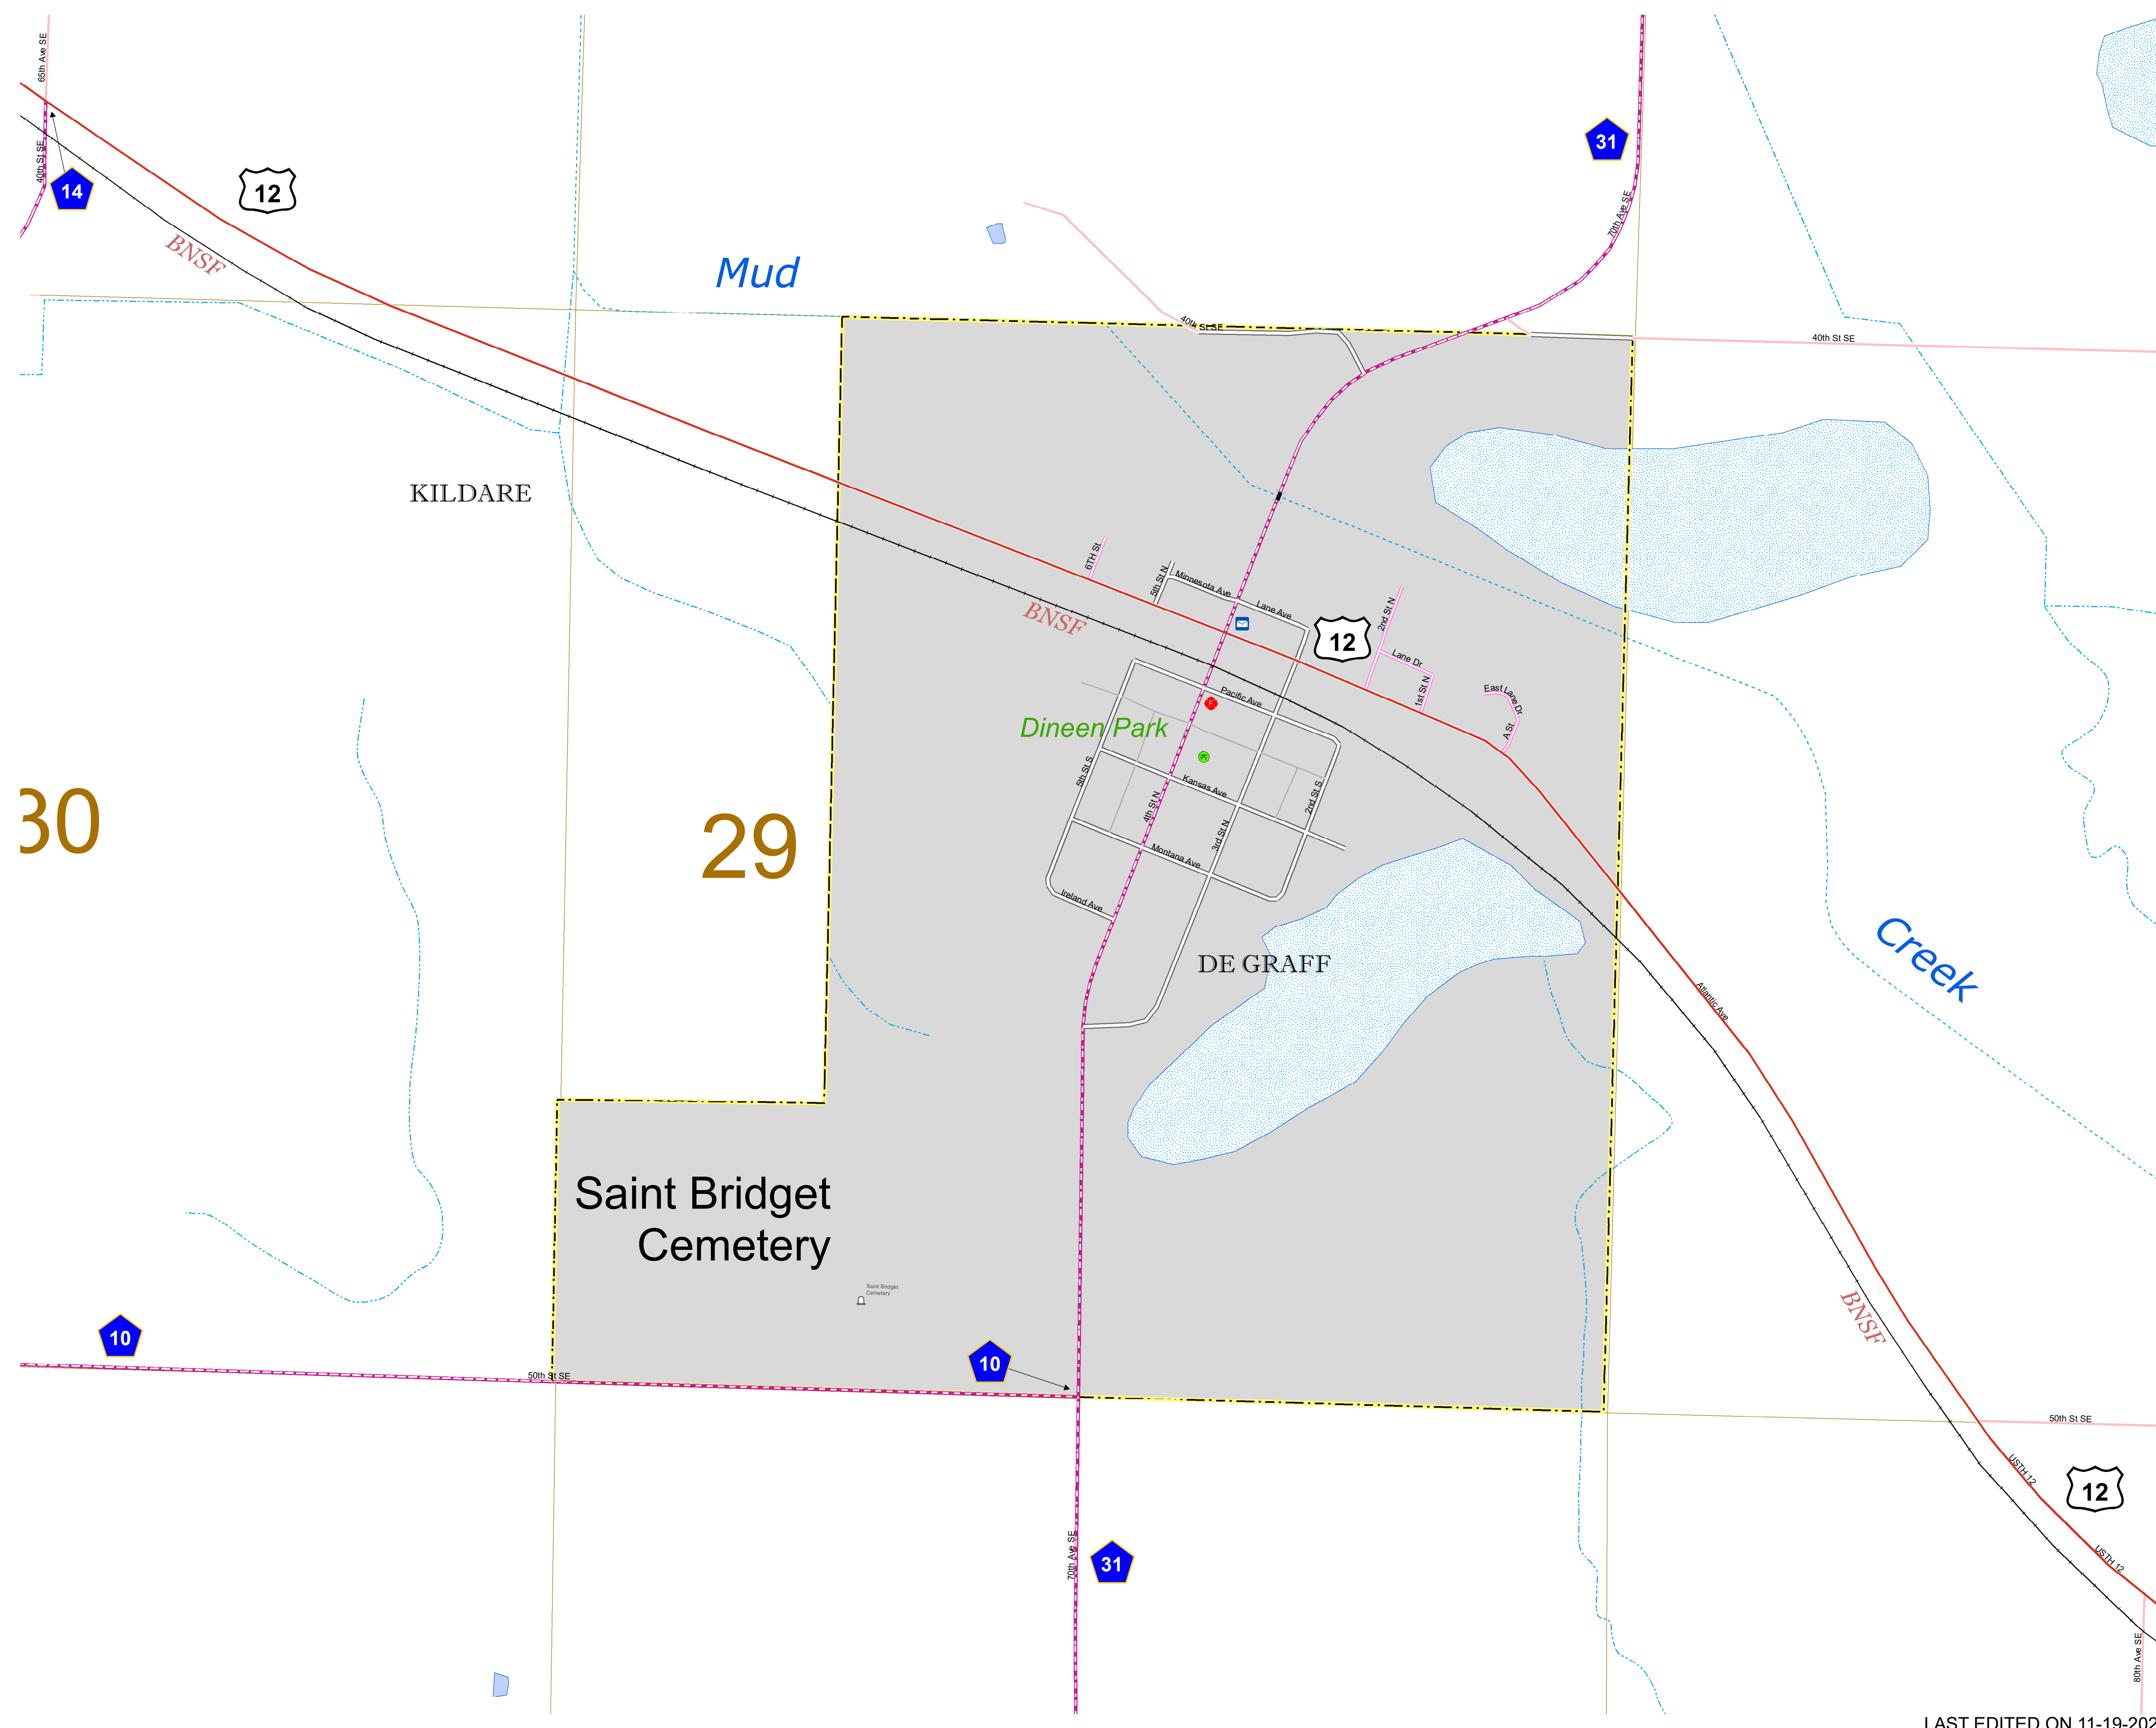 65th Ave SE
40th St SE
14
12
BNSF
31
70th Ave SE
Mud
40th St SE
40th St SE
KILDARE
6TH St
5th St N
Minnesota Ave
Lane Ave
BNSF
12
2nd St N
Lane Dr
1st St N
East Lane Dr
A St
Pacific Ave
F
Dineen Park
5th St S
Kansas Ave
2nd St S
4th St N
3rd St N
Montana Ave
Ireland Ave
30
29
DE GRAFF
Creek
Atlantic Ave
Saint Bridget
Cemetery
Saint Bridget
Cemetery
10
10
50th St SE
BNSF
50th St SE
USTH 12
12
USTH 12
70th Ave SE
31
80th Ave SE
LAST EDITED ON 11-19-202